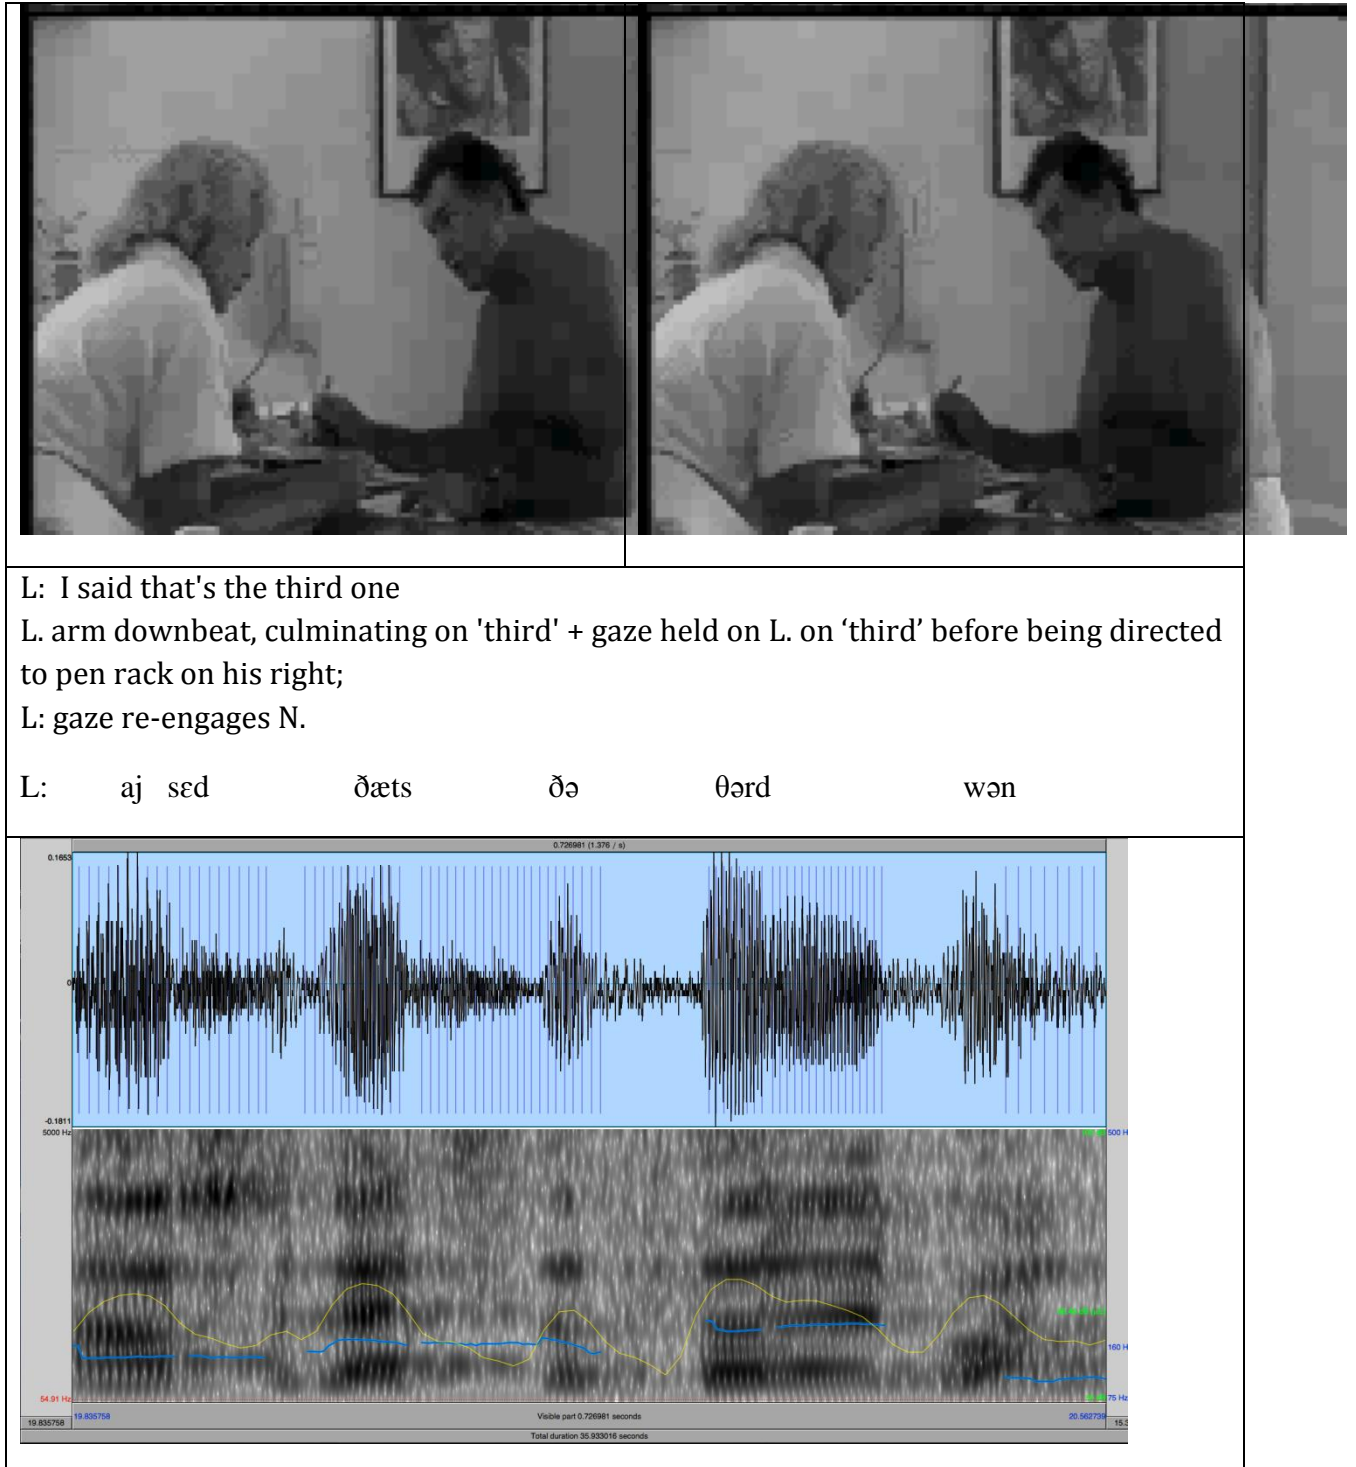 L: I said that's the third one
L. arm downbeat, culminating on 'third' + gaze held on L. on ‘third’ before being directed
to pen rack on his right;
L: gaze re-engages N.
L: aj sɛd ðæts ðə θərd wən
0.726981 (1.376 / s)
0.1653
0
-0.1811
5000 Hz
500 H
160 H
54.91 Hz
75 Hz
19.835758
19.835758
Visible part 0.726981 seconds
20.562739
15.3
Total duration 35.933016 seconds